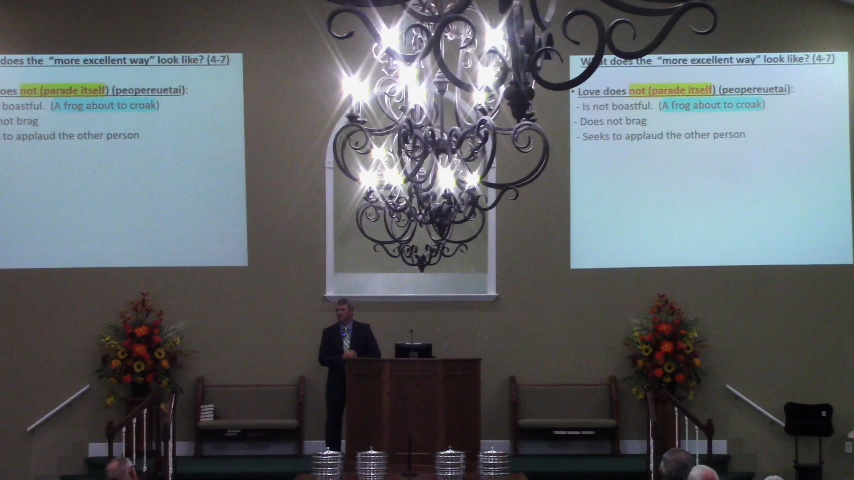 does the "more excellent way" look like? (4-7)
oes not (parade itself) (peopereuetai):
boastful. (A frog about to croak)
not brag
to applaud the other person
What does the "more excellent way" look like? (4-7)
• Love does not (parade itself) (peopereuetai):
- Is not boastful. (A frog about to croak)
- Does not brag
- Seeks to applaud the other person